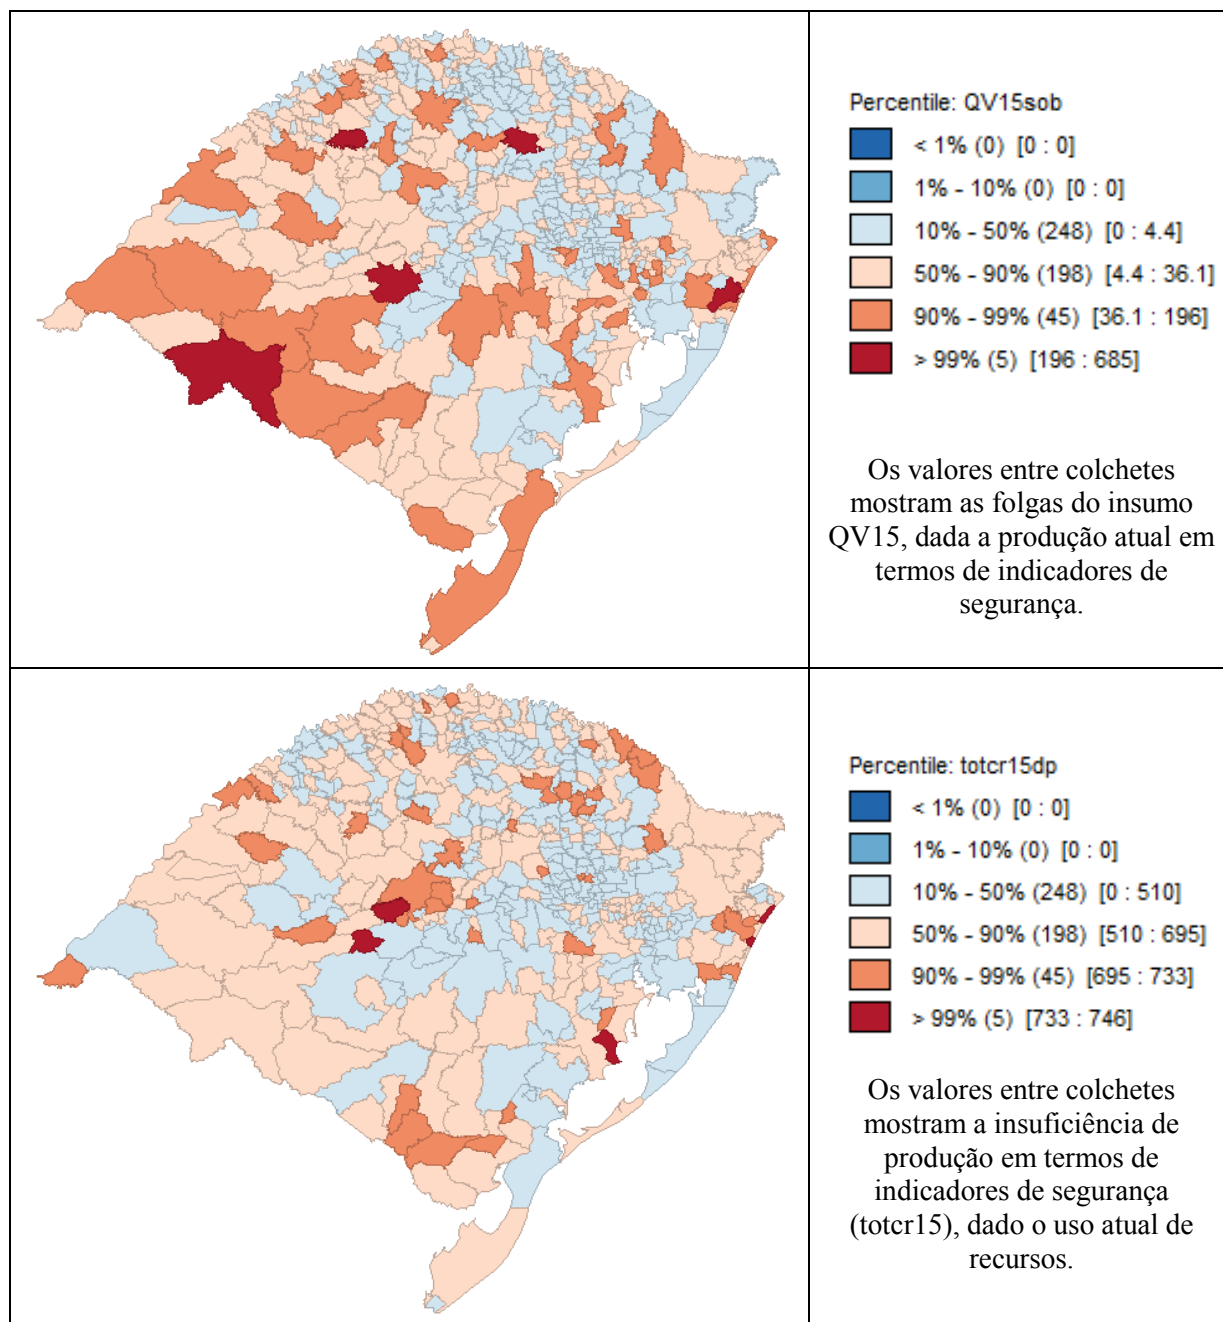 Percentile: QV15sob
< 1% (0) [0 : 0]
1% - 10% (0) [0 : 0]
10% - 50% (248) [0 : 4.4]
50% - 90% (198) [4.4 : 36.1]
90% - 99% (45) [36.1 : 196]
> 99% (5) [196 : 685]
Os valores entre colchetes
mostram as folgas do insumo
QV15, dada a produção atual em
termos de indicadores de
segurança.
Percentile: totcr15dp
< 1% (0) [0 : 0]
1% - 10% (0) [0 : 0]
10% - 50% (248) [0 : 510]
50% - 90% (198) [510 : 695]
90% - 99% (45) [695 : 733]
> 99% (5) [733 : 746]
Os valores entre colchetes
mostram a insuficiência de
produção em termos de
indicadores de segurança
(totcr15), dado o uso atual de
recursos.